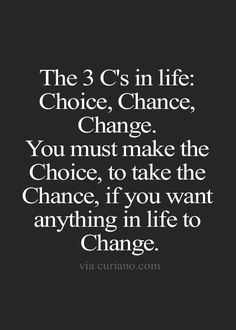 The 3 C's in life:
Choice, Chance,
Change.
You must make the
Choice, to take the
Chance, if you want
anything in life to
Change.
via curiano.com